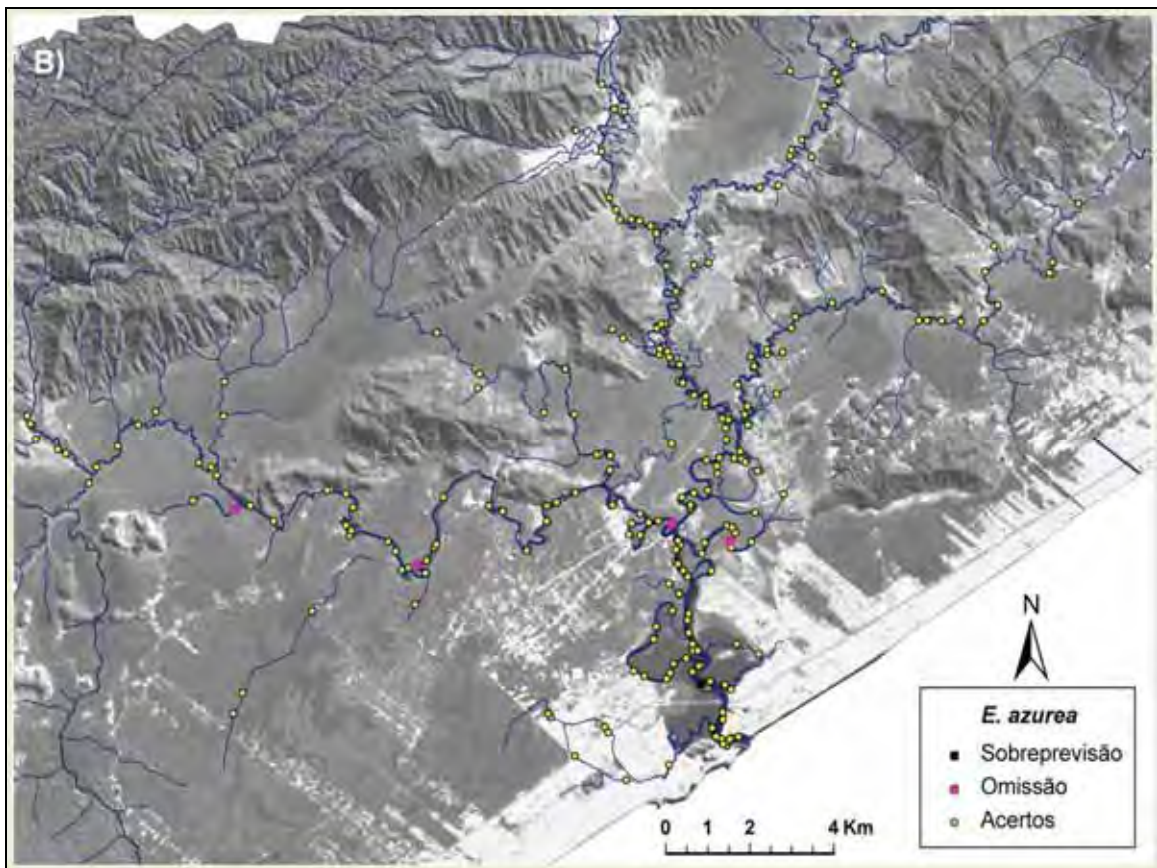 B)
N
E. azurea
Sobreprevisão
Omissão
Acertos
0 1 2 4 Km